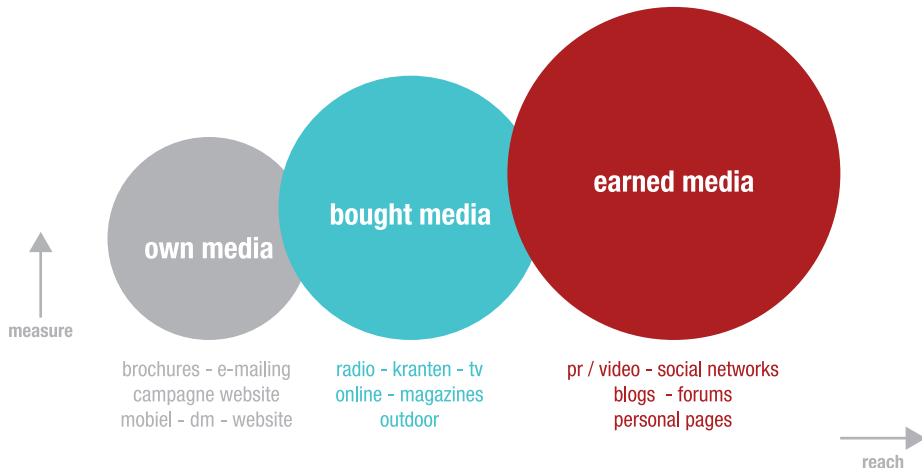 own media
bought media
earned media
measure
brochures - e-mailing
campagne website
mobiel - dm - website
radio - kranten - tv
online - magazines
outdoor
pr / video - social networks
blogs - forums
personal pages
reach